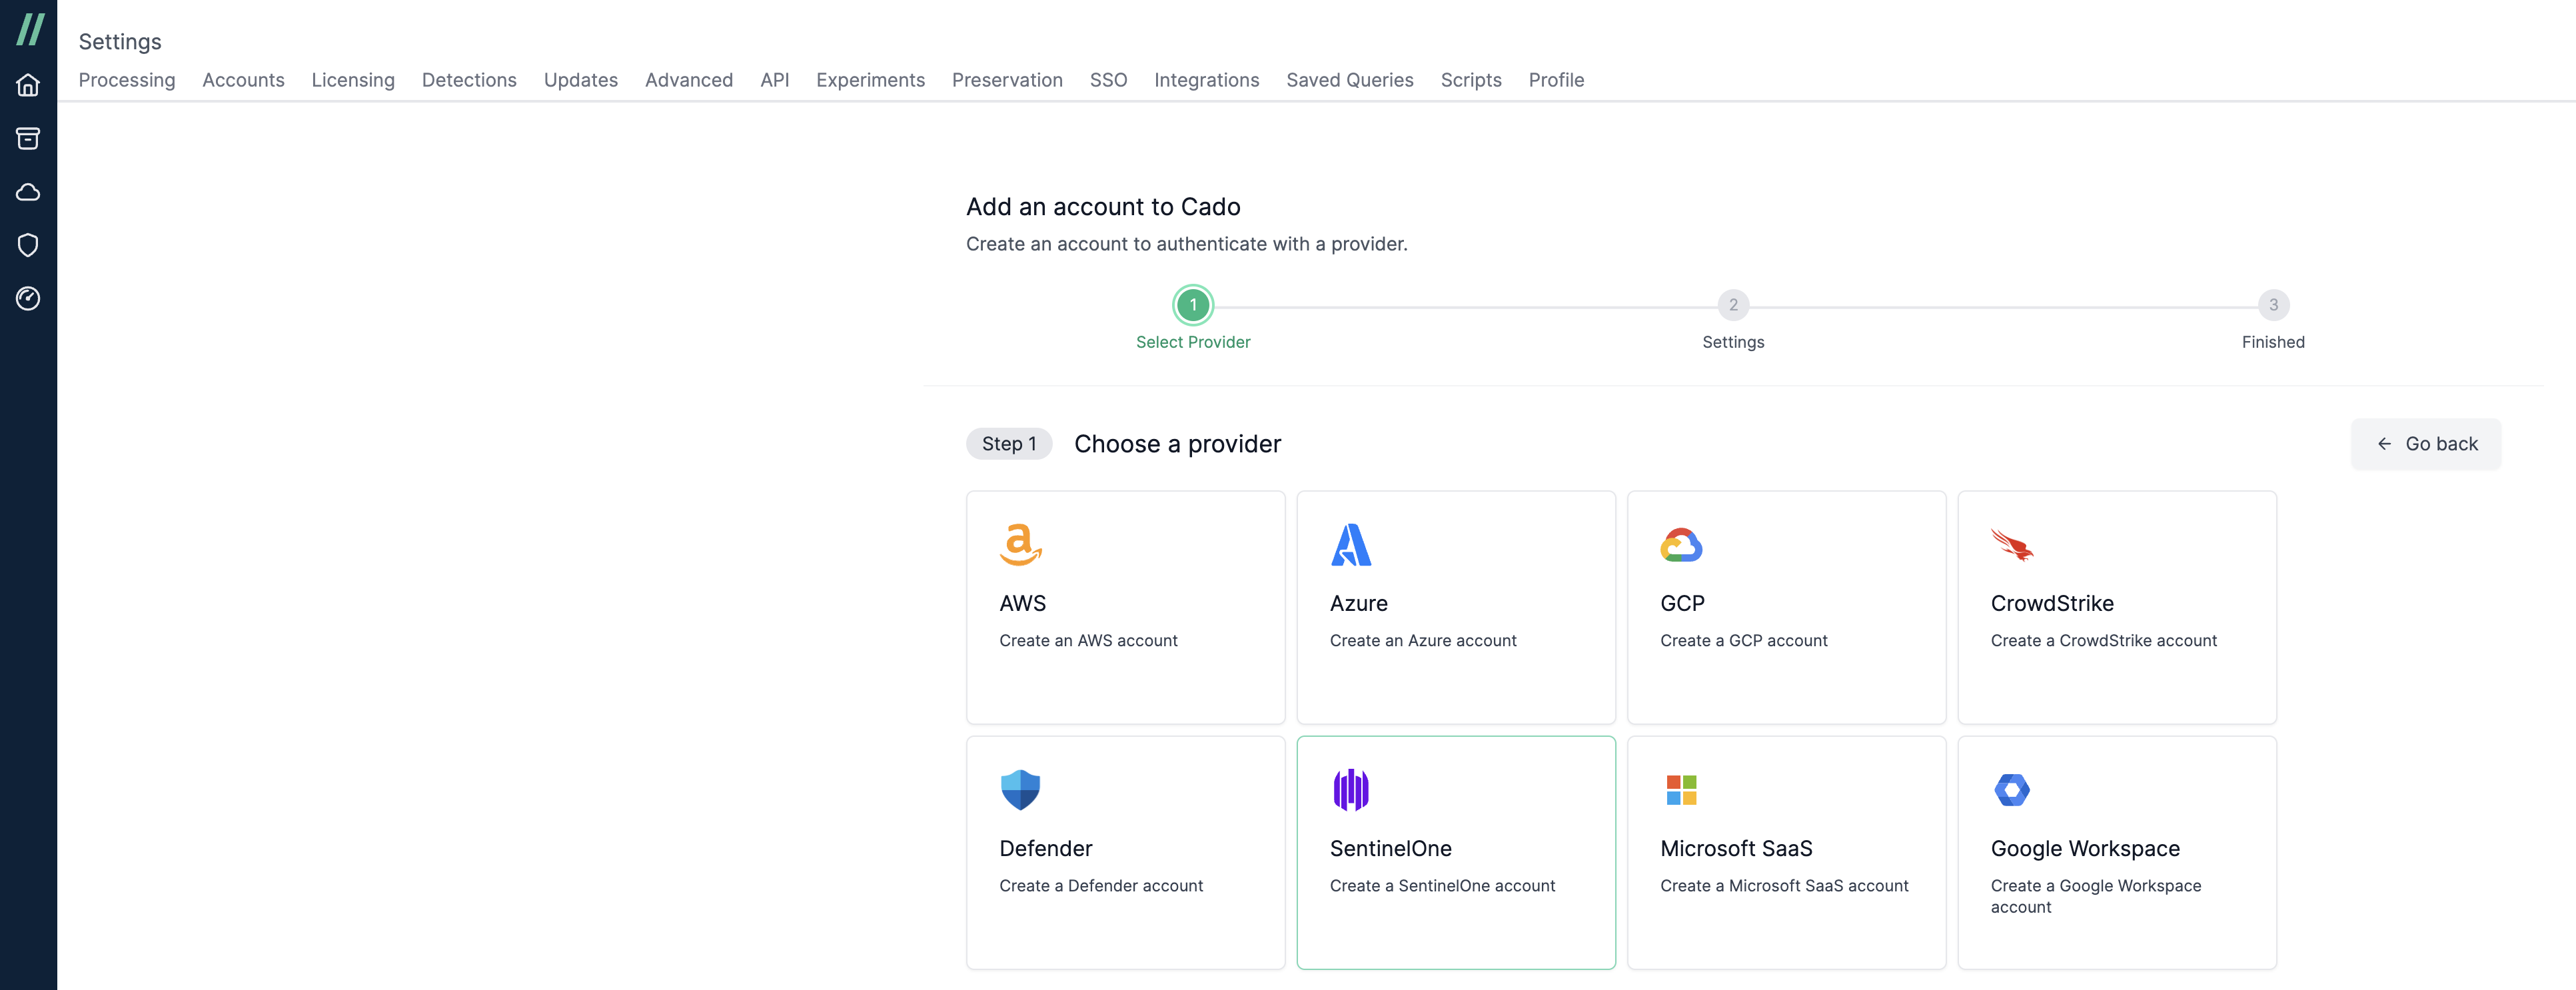 Settings
Processing Accounts Licensing Detections Updates Advanced API Experiments Preservation SSO Integrations Saved Queries Scripts Profile
Add an account to Cado
Create an account to authenticate with a provider.
1 2 3
Select Provider Settings Finished
Step 1 Choose a provider
← Go back
AWS
Create an AWS account
Azure
Create an Azure account
GCP
Create a GCP account
CrowdStrike
Create a CrowdStrike account
Defender
Create a Defender account
SentinelOne
Create a SentinelOne account
Microsoft SaaS
Create a Microsoft SaaS account
Google Workspace
Create a Google Workspace
account